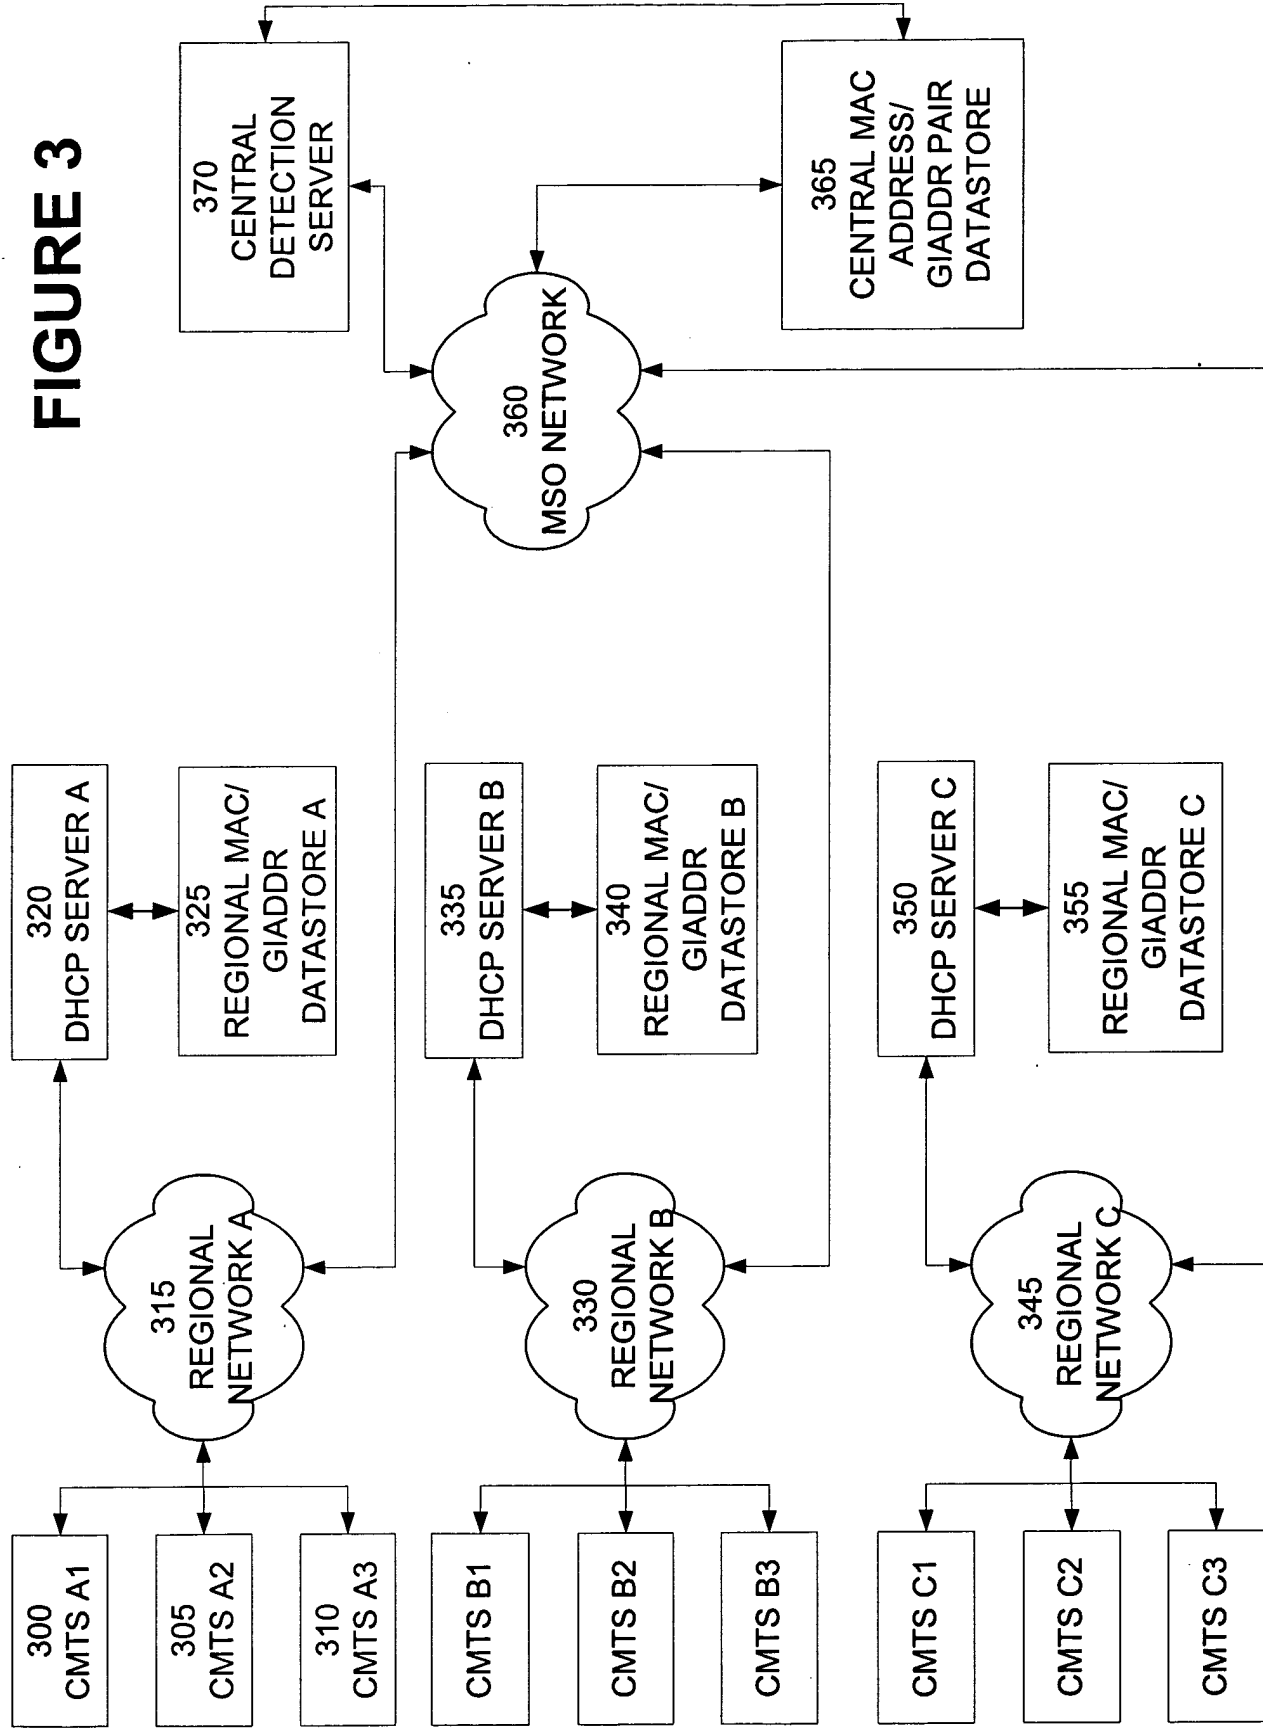 FIGURE 3
300
CMTS A1
305
CMTS A2
310
CMTS A3
315
REGIONAL
NETWORK A
320
DHCP SERVER A
325
REGIONAL MAC/
GIADDR
DATASTORE A
CMTS B1
CMTS B2
CMTS B3
330
REGIONAL
NETWORK B
335
DHCP SERVER B
340
REGIONAL MAC/
GIADDR
DATASTORE B
CMTS C1
CMTS C2
CMTS C3
345
REGIONAL
NETWORK C
350
DHCP SERVER C
355
REGIONAL MAC/
GIADDR
DATASTORE C
360
MSO NETWORK
370
CENTRAL
DETECTION
SERVER
365
CENTRAL MAC
ADDRESS/
GIADDR PAIR
DATASTORE